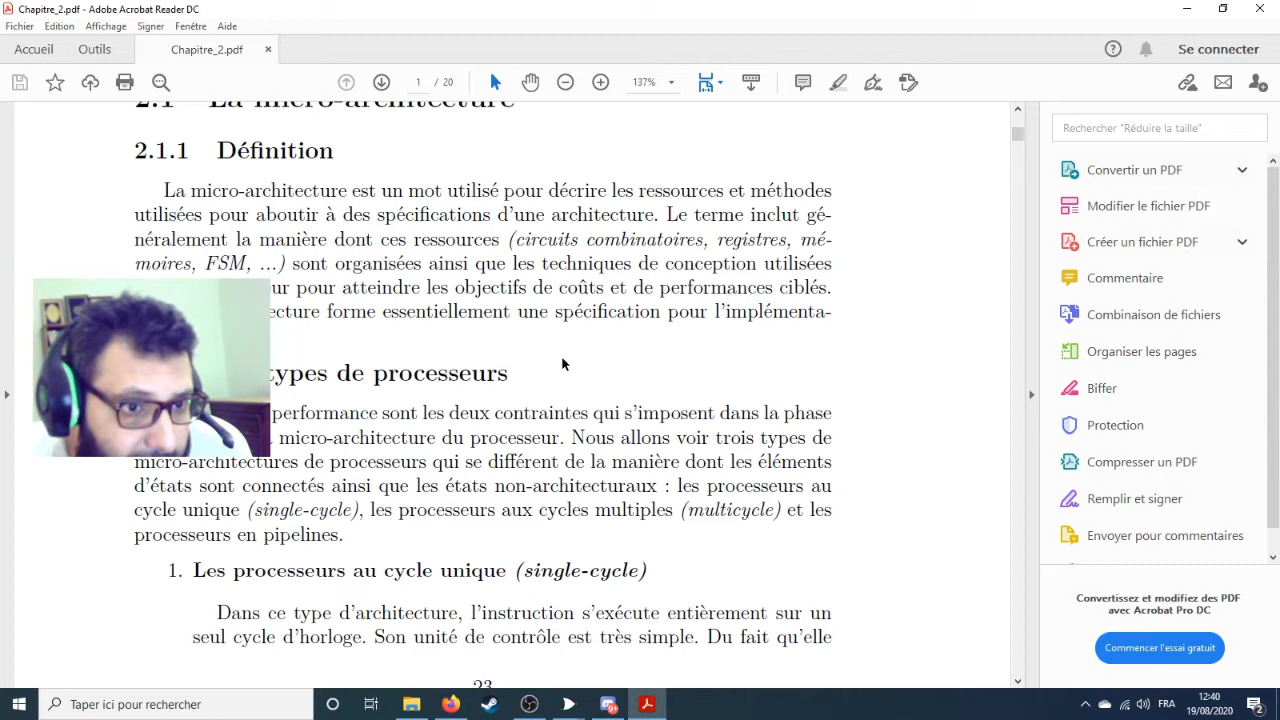 Chapitre_2.pdf - Adobe Acrobat Reader DC
Fichier Edition Affichage Signer Fenêtre Aide
Accueil Outils Chapitre_2.pdf × Se connecter
1 / 20 137%
2.1 La micro-architecture
2.1.1 Définition
La micro-architecture est un mot utilisé pour décrire les ressources et méthodes
utilisées pour aboutir à des spécifications d'une architecture. Le terme inclut gé-
néralement la manière dont ces ressources (circuits combinatoires, registres, mé-
moires, FSM, ...) sont organisées ainsi que les techniques de conception utilisées
ur pour atteindre les objectifs de coûts et de performances ciblés.
ecture forme essentiellement une spécification pour l'implémenta-
types de processeurs
performance sont les deux contraintes qui s'imposent dans la phase
micro-architecture du processeur. Nous allons voir trois types de
micro-architectures de processeurs qui se différent de la manière dont les éléments
d'états sont connectés ainsi que les états non-architecturaux : les processeurs au
cycle unique (single-cycle), les processeurs aux cycles multiples (multicycle) et les
processeurs en pipelines.
1. Les processeurs au cycle unique (single-cycle)
Dans ce type d'architecture, l'instruction s'exécute entièrement sur un
seul cycle d'horloge. Son unité de contrôle est très simple. Du fait qu'elle
23
Rechercher "Réduire la taille"
Convertir un PDF
Modifier le fichier PDF
Créer un fichier PDF
Commentaire
Combinaison de fichiers
Organiser les pages
Biffer
Protection
Compresser un PDF
Remplir et signer
Envoyer pour commentaires
Convertissez et modifiez des PDF
avec Acrobat Pro DC
Commencer l'essai gratuit
Taper ici pour rechercher
FRA
12:40
19/08/2020
2